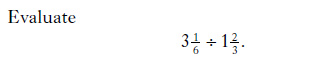 Evaluate
3 1/6 ÷ 1 2/3.